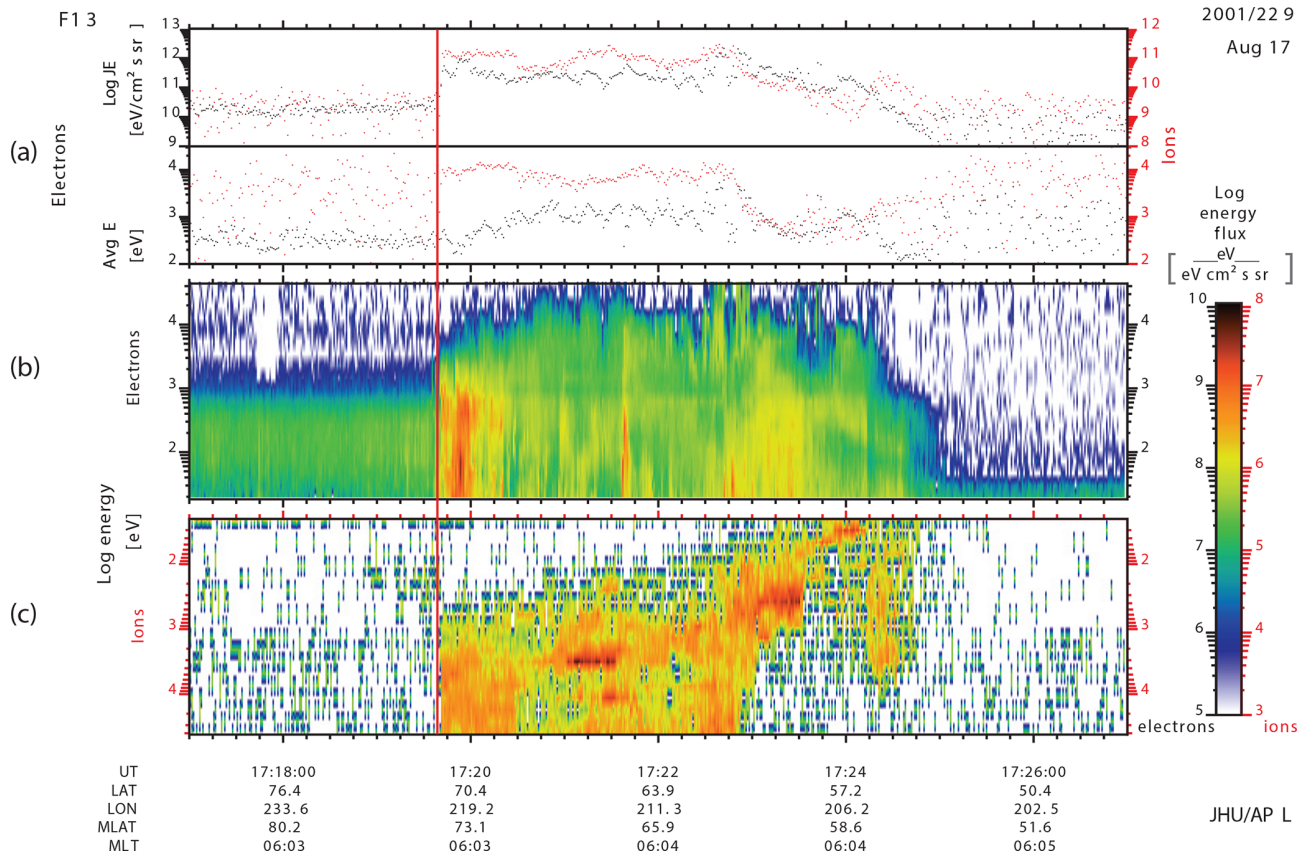 F13
2001/229
Aug 17
(a)
Electrons
Log JE
[eV/cm² s sr]
13
12
11
10
9
12
11
10
9
8
Ions
Avg E
[eV]
4
3
2
4
3
2
(b)
Electrons
4
3
2
4
3
2
Log energy
[eV]
(c)
Ions
2
3
4
2
3
4
Log
energy
flux
[ eV ]
eV cm² s sr
10
9
8
7
6
5
8
7
6
5
4
3
electrons
ions
UT 17:18:00 17:20 17:22 17:24 17:26:00
LAT 76.4 70.4 63.9 57.2 50.4
LON 233.6 219.2 211.3 206.2 202.5
MLAT 80.2 73.1 65.9 58.6 51.6
MLT 06:03 06:03 06:04 06:04 06:05
JHU/AP L